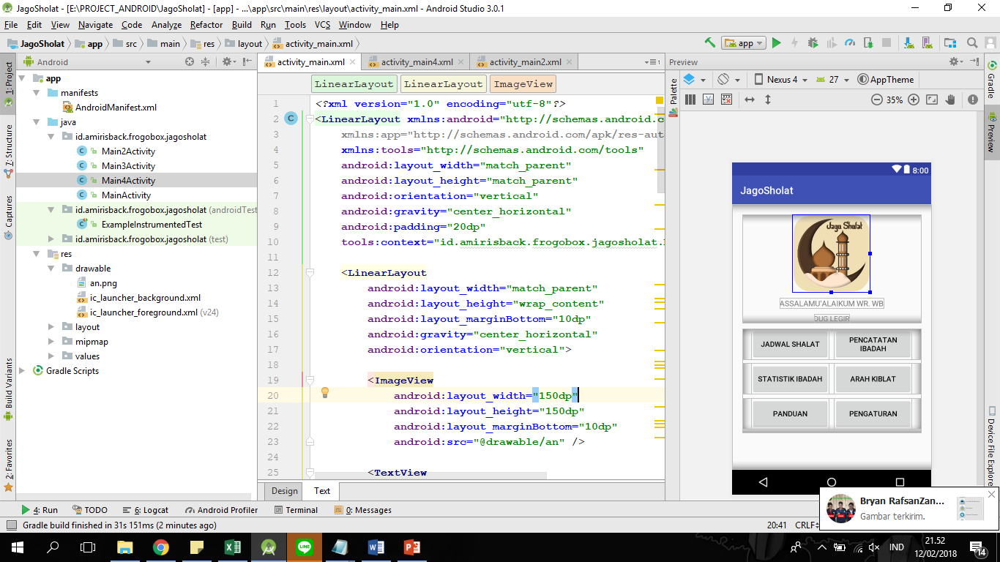 JagoSholat - [E:\PROJECT_ANDROID\JagoSholat] - [app] - ...\app\src\main\res\layout\activity_main.xml - Android Studio 3.0.1
File Edit View Navigate Code Analyze Refactor Build Run Tools VCS Window Help
JagoSholat app src main res layout activity_main.xml
app
1: Project
7: Structure
Captures
Build Variants
2: Favorites
Android
app
manifests
AndroidManifest.xml
java
id.amirisback.frogobox.jagosholat
Main2Activity
Main3Activity
Main4Activity
MainActivity
id.amirisback.frogobox.jagosholat (androidTest
ExampleInstrumentedTest
id.amirisback.frogobox.jagosholat (test)
res
drawable
an.png
ic_launcher_background.xml
ic_launcher_foreground.xml (v24)
layout
mipmap
values
Gradle Scripts
activity_main.xml activity_main4.xml activity_main2.xml
LinearLayout LinearLayout ImageView
1 <?xml version="1.0" encoding="utf-8"?>
2 <LinearLayout xmlns:android="http://schemas.android.c
3 xmlns:app="http://schemas.android.com/apk/res-aut
4 xmlns:tools="http://schemas.android.com/tools"
5 android:layout_width="match_parent"
6 android:layout_height="match_parent"
7 android:orientation="vertical"
8 android:gravity="center_horizontal"
9 android:padding="20dp"
10 tools:context="id.amirisback.frogobox.jagosholat.
11
12 <LinearLayout
13 android:layout_width="match_parent"
14 android:layout_height="wrap_content"
15 android:layout_marginBottom="10dp"
16 android:gravity="center_horizontal"
17 android:orientation="vertical">
18
19 <ImageView
20 android:layout_width="150dp"
21 android:layout_height="150dp"
22 android:layout_marginBottom="10dp"
23 android:src="@drawable/an" />
25 <TextView
Design Text
Preview
Palette
Nexus 4 27 AppTheme
35%
8:00
JagoSholat
Jago Shalat
ASSALAMU'ALAIKUM WR. WB
DUG LEGIR
JADWAL SHALAT
PENCATATAN IBADAH
STATISTIK IBADAH
ARAH KIBLAT
PANDUAN
PENGATURAN
Gradle
Preview
Device File Explorer
4: Run TODO 6: Logcat Android Profiler Terminal 0: Messages
Gradle build finished in 31s 151ms (2 minutes ago)
20:41 CRLF
Bryan RafsanZan...
Gambar terkirim.
IND
21.52
12/02/2018
14